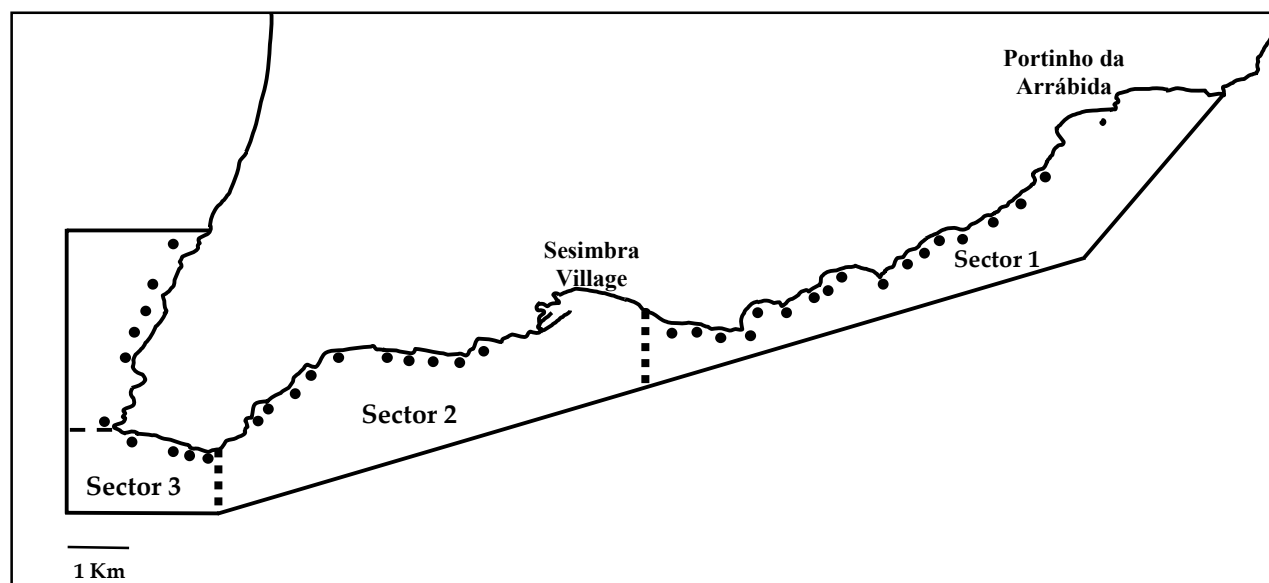 Portinho da
Arrábida
Sesimbra
Village
Sector 1
Sector 2
Sector 3
1 Km